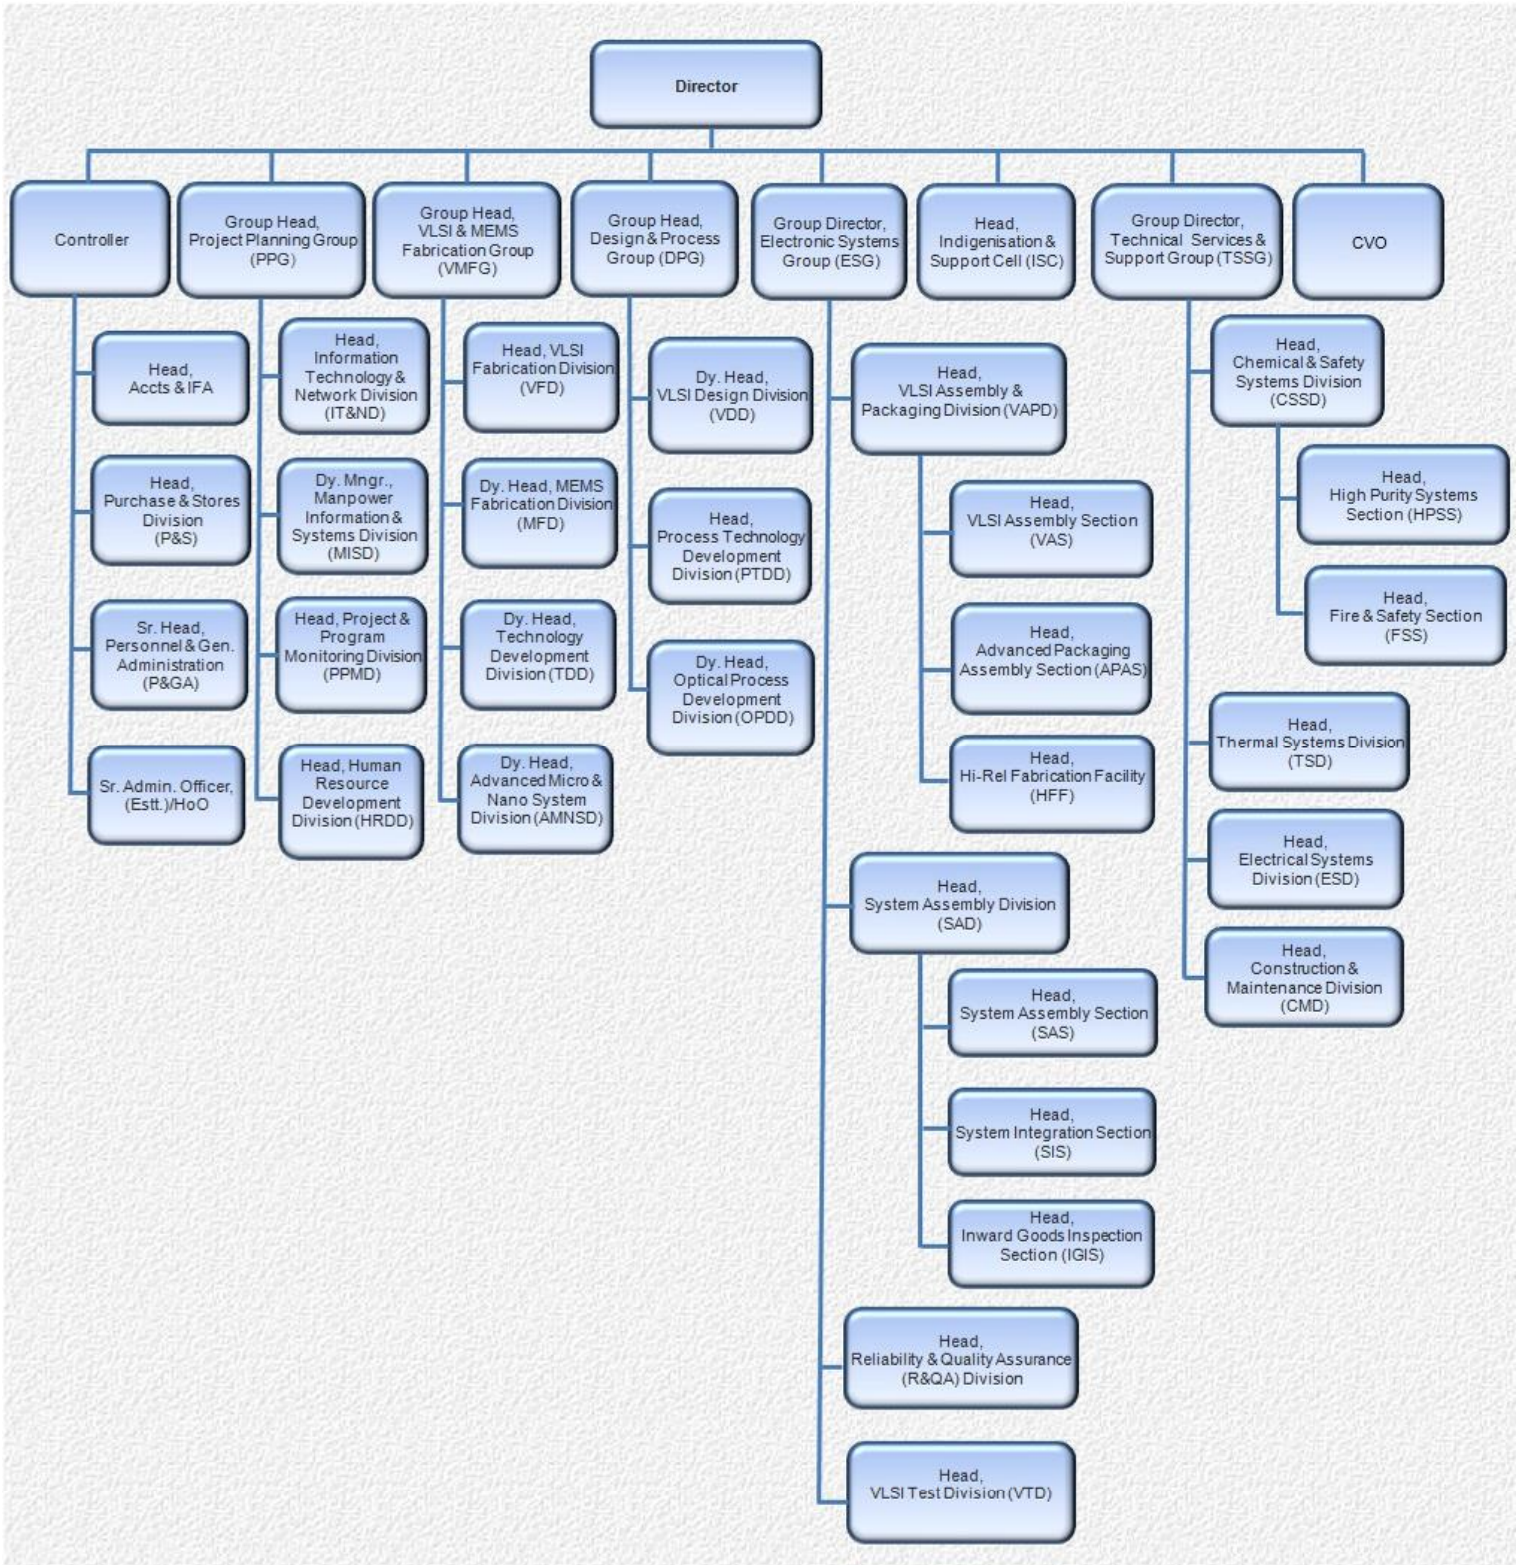 Director
Controller
Group Head,
Project Planning Group
(PPG)
Group Head,
VLSI & MEMS
Fabrication Group
(VMFG)
Group Head,
Design & Process
Group (DPG)
Group Director,
Electronic Systems
Group (ESG)
Head,
Indigenisation &
Support Cell (ISC)
Group Director,
Technical Services &
Support Group (TSSG)
CVO
Head,
Accts & IFA
Head,
Purchase & Stores
Division
(P&S)
Sr. Head,
Personnel & Gen.
Administration
(P&GA)
Sr. Admin. Officer,
(Estt.)/HoO
Head,
Information
Technology &
Network Division
(IT&ND)
Dy. Mngr.,
Manpower
Information &
Systems Division
(MISD)
Head, Project &
Program
Monitoring Division
(PPMD)
Head, Human
Resource
Development
Division (HRDD)
Head, VLSI
Fabrication Division
(VFD)
Dy. Head, MEMS
Fabrication Division
(MFD)
Dy. Head,
Technology
Development
Division (TDD)
Dy. Head,
Advanced Micro &
Nano System
Division (AMNSD)
Dy. Head,
VLSI Design Division
(VDD)
Head,
Process Technology
Development
Division (PTDD)
Dy. Head,
Optical Process
Development
Division (OPDD)
Head,
VLSI Assembly &
Packaging Division (VAPD)
Head,
VLSI Assembly Section
(VAS)
Head,
Advanced Packaging
Assembly Section (APAS)
Head,
Hi-Rel Fabrication Facility
(HFF)
Head,
System Assembly Division
(SAD)
Head,
System Assembly Section
(SAS)
Head,
System Integration Section
(SIS)
Head,
Inward Goods Inspection
Section (IGIS)
Head,
Reliability & Quality Assurance
(R&QA) Division
Head,
VLSI Test Division (VTD)
Head,
Chemical & Safety
Systems Division
(CSSD)
Head,
High Purity Systems
Section (HPSS)
Head,
Fire & Safety Section
(FSS)
Head,
Thermal Systems Division
(TSD)
Head,
Electrical Systems
Division (ESD)
Head,
Construction &
Maintenance Division
(CMD)